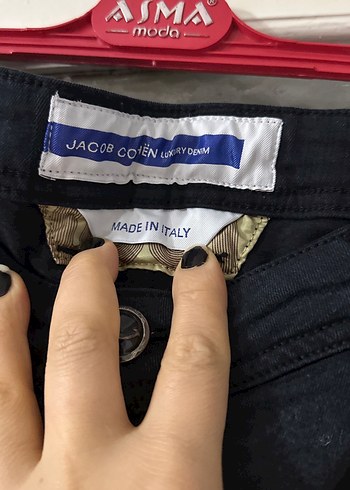 ASMA
moda
JACOB COHËN LUXURY DENIM
MADE IN ITALY